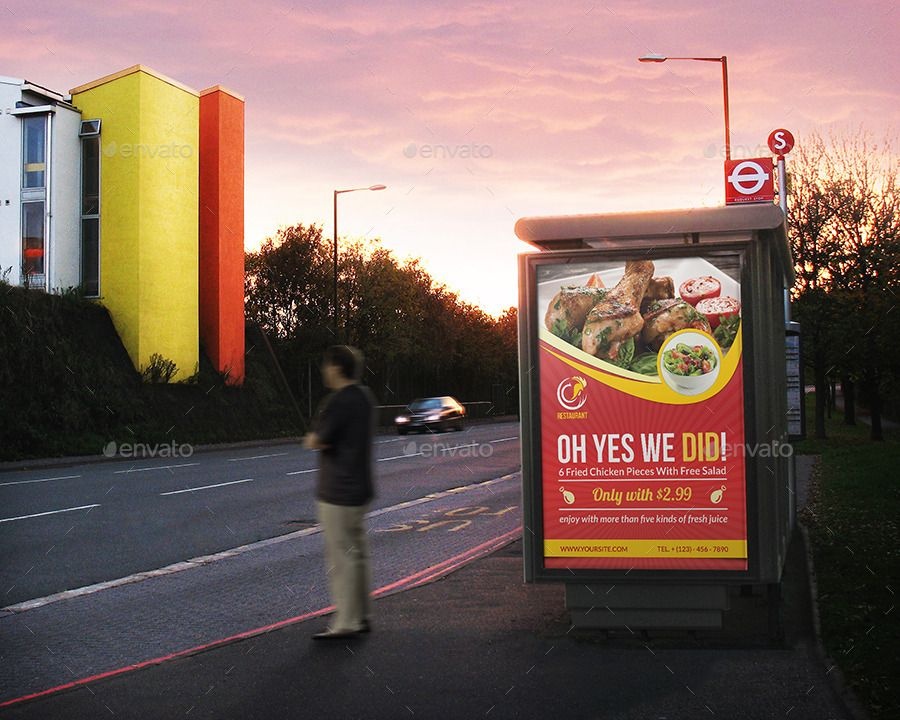 S
REQUEST STOP
RESTAURANT
OH YES WE DID!
6 Fried Chicken Pieces With Free Salad
Only with $2.99
enjoy with more than five kinds of fresh juice
WWW.YOURSITE.COM TEL. +(123) - 456 - 7890
envato
envato
envato
envato
envato
envato